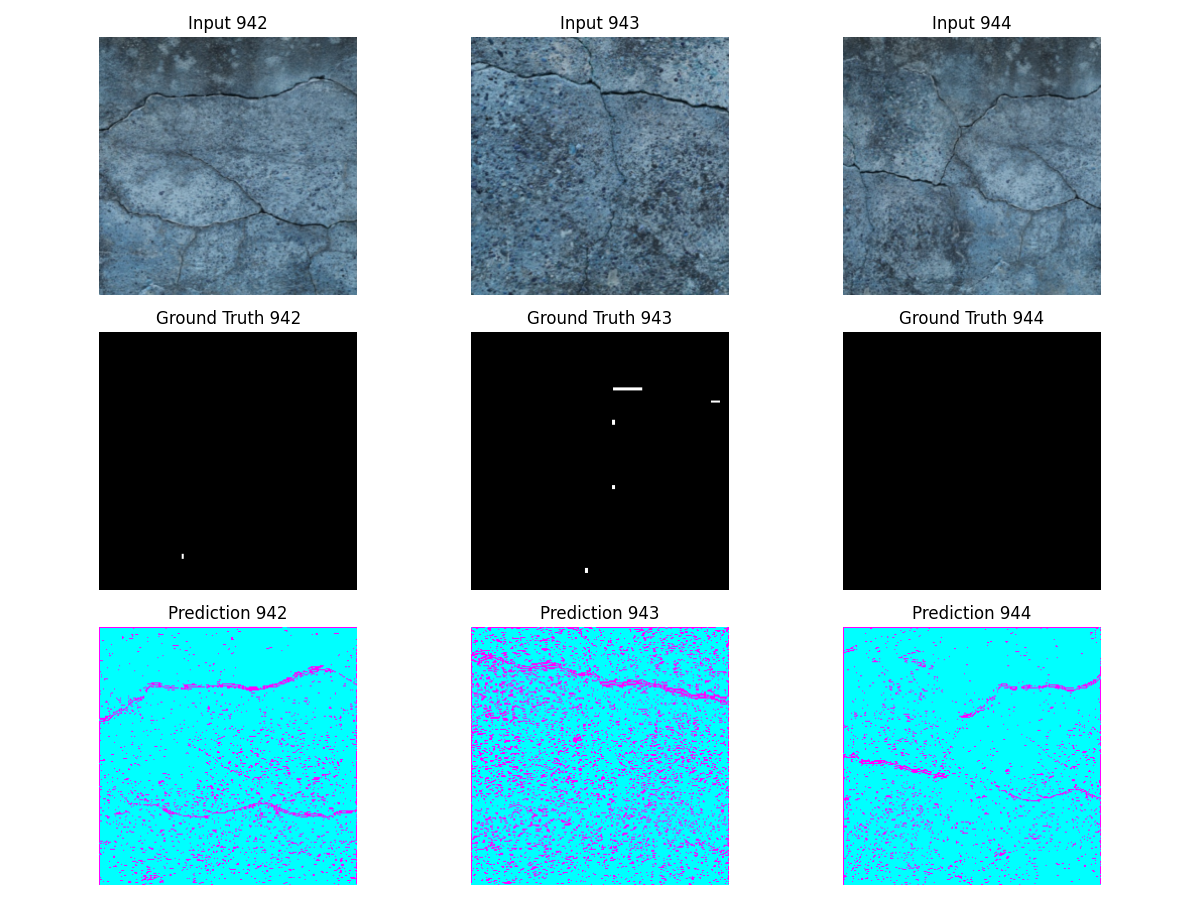 Input 942
Input 943
Input 944
Ground Truth 942
Ground Truth 943
Ground Truth 944
Prediction 942
Prediction 943
Prediction 944